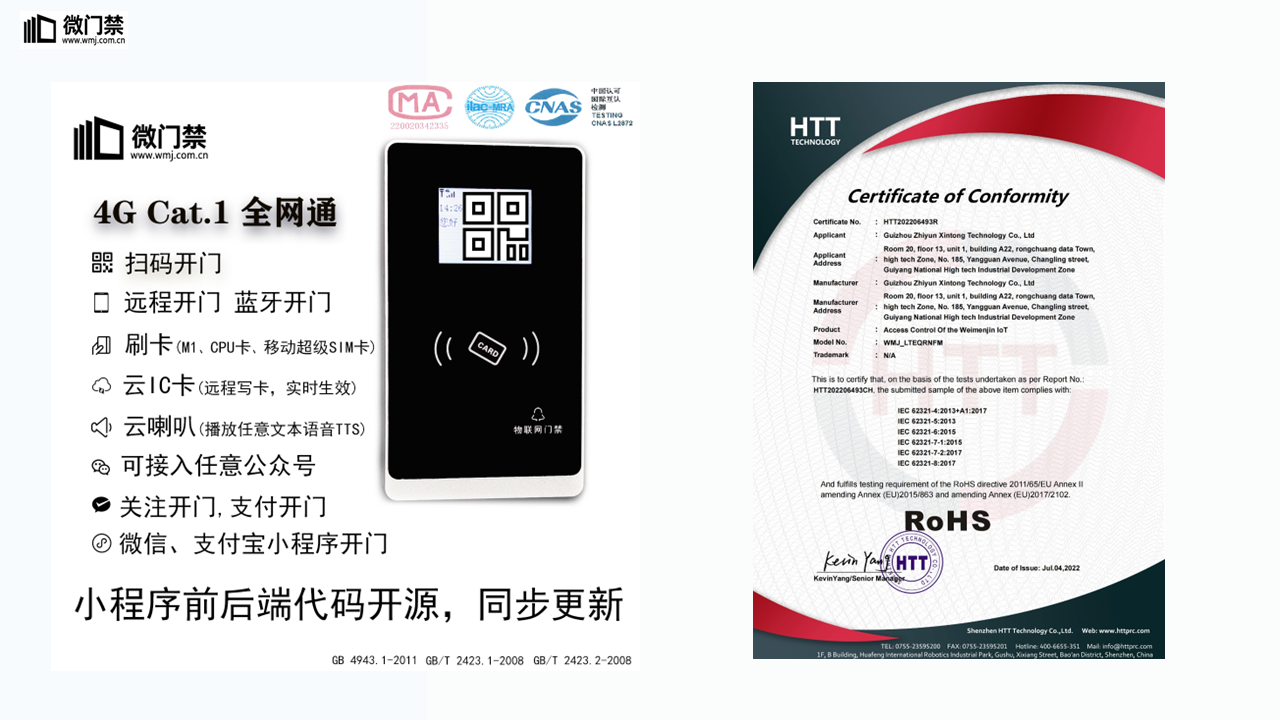 微门禁
www.wmj.com.cn
MA
220020342335
ilac-MRA
CNAS
中国认可
国际互认
检测
TESTING
CNAS L2872
微门禁
www.wmj.com.cn
4G Cat.1 全网通
扫码开门
远程开门 蓝牙开门
刷卡(M1、CPU卡、移动超级SIM卡)
云IC卡(远程写卡，实时生效)
云喇叭(播放任意文本语音TTS)
可接入任意公众号
关注开门,支付开门
微信、支付宝小程序开门
14:26
您好
CARD
物联网门禁
小程序前后端代码开源，同步更新
GB 4943.1-2011 GB/T 2423.1-2008 GB/T 2423.2-2008
HTT
TECHNOLOGY
Certificate of Conformity
Certificate No. : HTT202206493R
Applicant : Guizhou Zhiyun Xintong Technology Co., Ltd
Applicant Address : Room 20, floor 13, unit 1, building A22, rongchuang data Town,
high tech Zone, No. 185, Yangguan Avenue, Changling street,
Guiyang National High tech Industrial Development Zone
Manufacturer : Guizhou Zhiyun Xintong Technology Co., Ltd
Manufacturer Address : Room 20, floor 13, unit 1, building A22, rongchuang data Town,
high tech Zone, No. 185, Yangguan Avenue, Changling street,
Guiyang National High tech Industrial Development Zone
Product : Access Control Of the Weimenjin IoT
Model No. : WMJ_LTEQRNFM
Trademark : N/A
This is to certify that, on the basis of the tests undertaken as per Report No.:
HTT202206493CH, the submitted sample of the above item complies with:
IEC 62321-4:2013+A1:2017
IEC 62321-5:2013
IEC 62321-6:2015
IEC 62321-7-1:2015
IEC 62321-7-2:2017
IEC 62321-8:2017
And fulfills testing requirement of the RoHS directive 2011/65/EU Annex II
amending Annex (EU)2015/863 and amending Annex (EU)2017/2102.
RoHS
Kevin Yang
HTT TECHNOLOGY CO.,LTD
HTT
KevinYang/Senior Manager
Date of Issue: Jul.04,2022
Shenzhen HTT Technology Co.,Ltd. Web: www.httprc.com
TEL: 0755-23595200 FAX: 0755-23595201 Hotline: 400-6655-351 Mail: info@httprc.com
1F, B Building, Huafeng International Robotics Industrial Park, Gushu, Xixiang Street, Bao'an District, Shenzhen, China